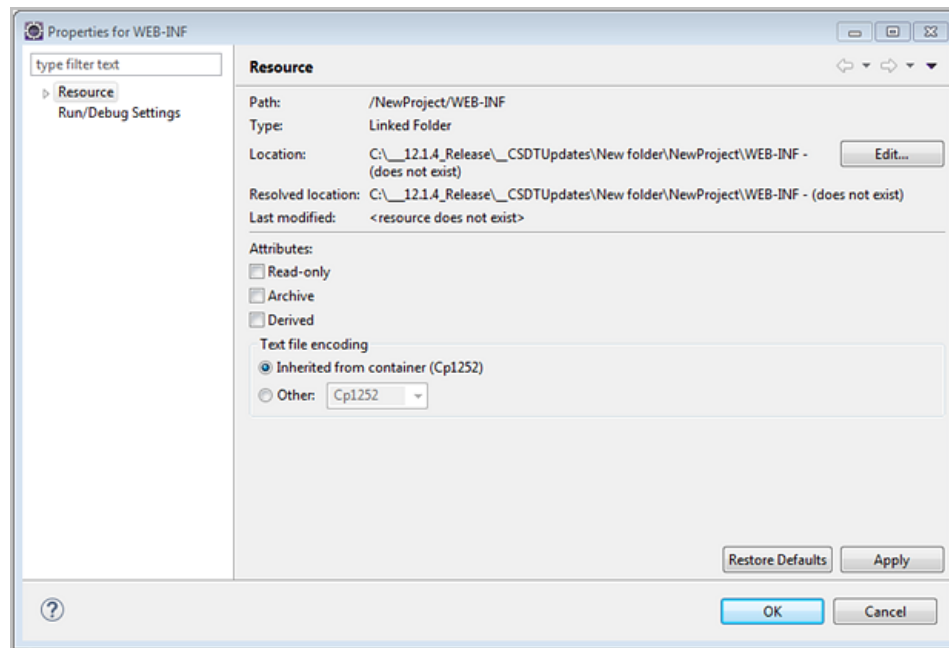 Properties for WEB-INF
type filter text
Resource
Run/Debug Settings
Resource
Path: /NewProject/WEB-INF
Type: Linked Folder
Location: C:\__12.1.4_Release\_CSDTUpdates\New folder\NewProject\WEB-INF - Edit...
(does not exist)
Resolved location: C:\__12.1.4_Release\_CSDTUpdates\New folder\NewProject\WEB-INF - (does not exist)
Last modified: <resource does not exist>
Attributes:
Read-only
Archive
Derived
Text file encoding
Inherited from container (Cp1252)
Other: Cp1252
Restore Defaults Apply
? OK Cancel